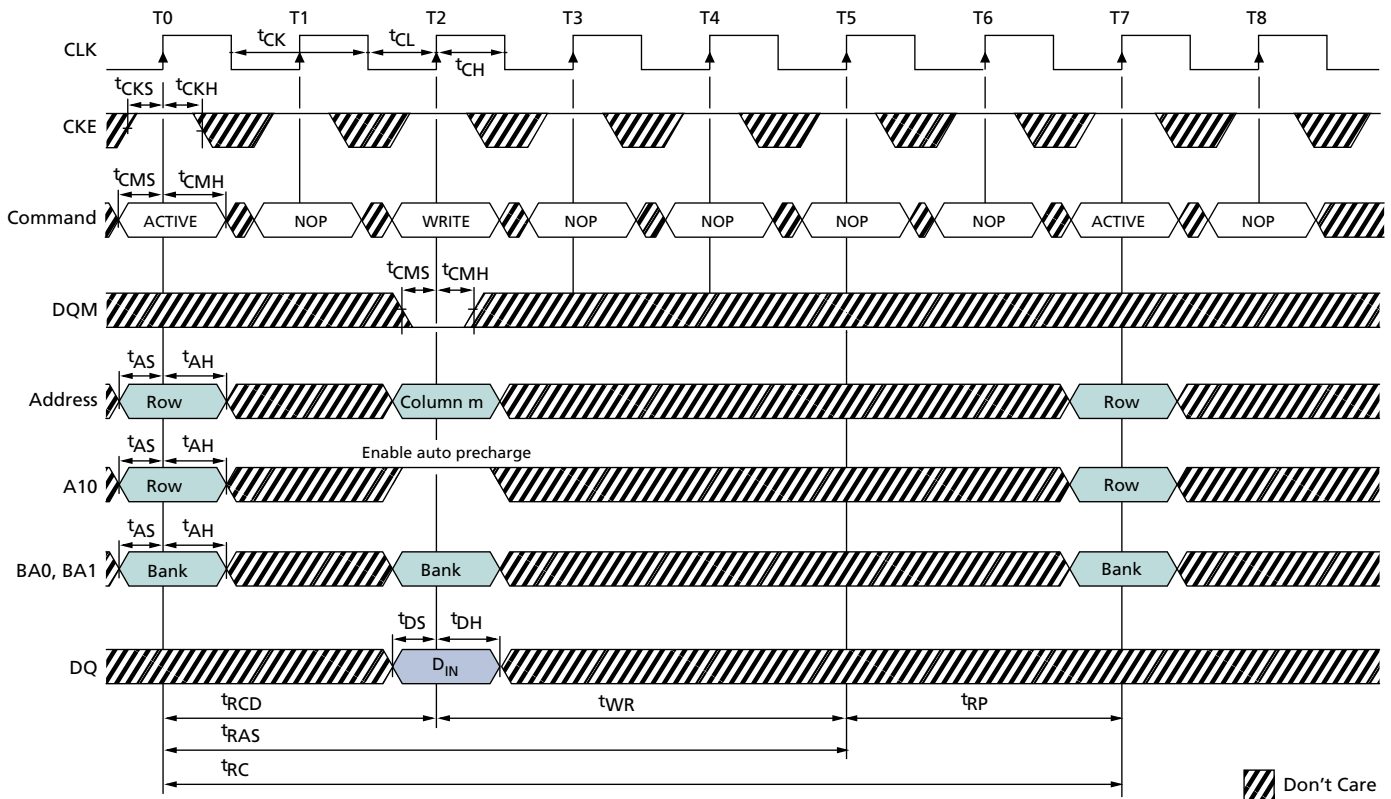 T0 T1 T2 T3 T4 T5 T6 T7 T8
CLK
tCK tCL
tCH
tCKS tCKH
CKE
tCMS tCMH
Command ACTIVE NOP WRITE NOP NOP NOP NOP ACTIVE NOP
tCMS tCMH
DQM
tAS tAH
Address Row Column m Row
tAS tAH
Enable auto precharge
A10 Row Row
tAS tAH
BA0, BA1 Bank Bank Bank
tDS tDH
DQ DIN
tRCD tWR tRP
tRAS
tRC
Don't Care